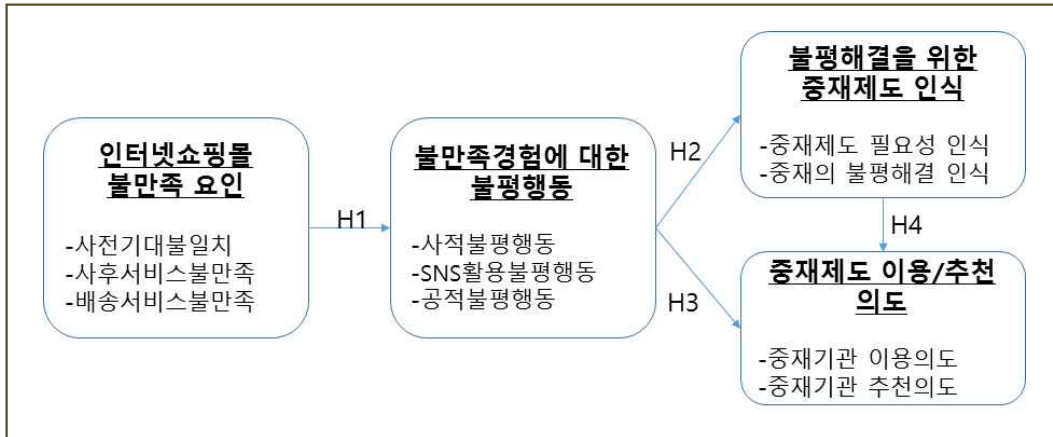 인터넷쇼핑몰
불만족 요인
-사전기대불일치
-사후서비스불만족
-배송서비스불만족
H1
불만족경험에 대한
불평행동
-사적불평행동
-SNS활용불평행동
-공적불평행동
H2
H3
불평해결을 위한
중재제도 인식
-중재제도 필요성 인식
-중재의 불평해결 인식
H4
중재제도 이용/추천
의도
-중재기관 이용의도
-중재기관 추천의도